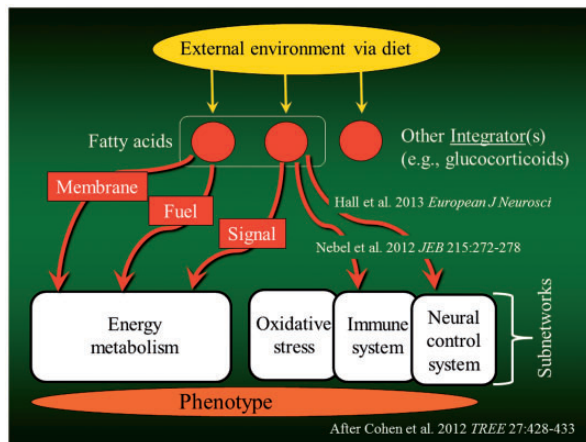 External environment via diet
Fatty acids
Other Integrator(s)
(e.g., glucocorticoids)
Membrane
Fuel
Signal
Hall et al. 2013 European J Neurosci
Nebel et al. 2012 JEB 215:272-278
Energy
metabolism
Oxidative
stress
Immune
system
Neural
control
system
Subnetworks
Phenotype
After Cohen et al. 2012 TREE 27:428-433